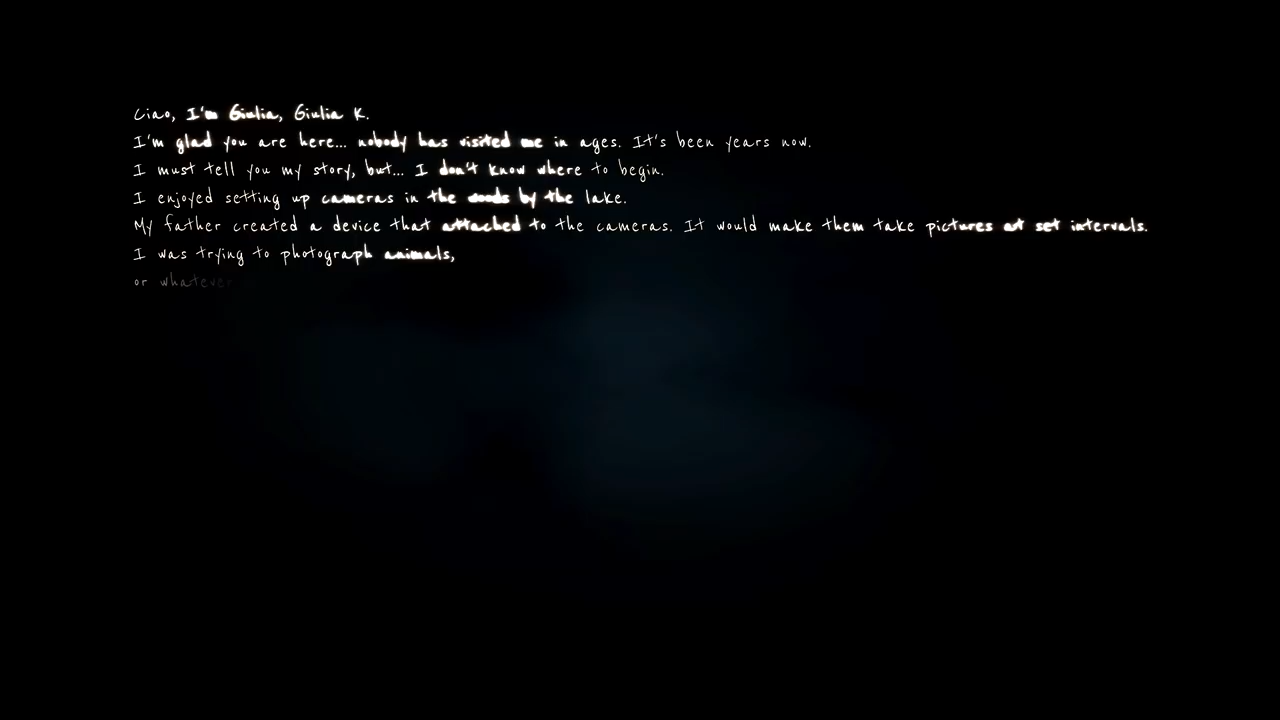 Ciao, I'm Giulia, Giulia K.
I'm glad you are here... nobody has visited me in ages. It's been years now.
I must tell you my story, but... I don't know where to begin.
I enjoyed setting up cameras in the woods by the lake.
My father created a device that attached to the cameras. It would make them take pictures at set intervals.
I was trying to photograph animals,
or whatever